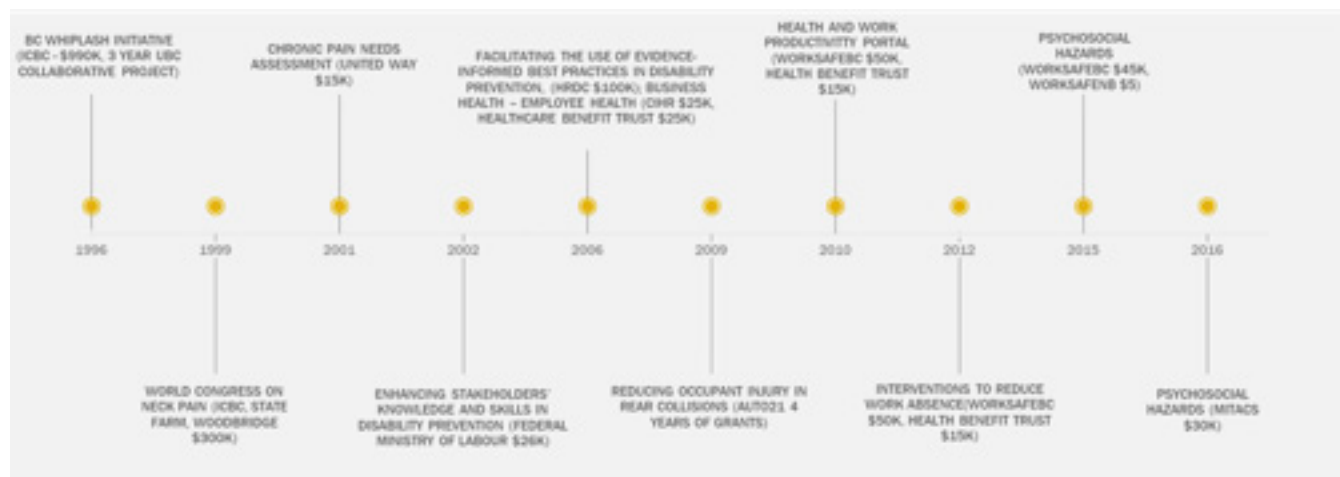 BC WHIPLASH INITIATIVE
(ICBC - $990K, 3 YEAR UBC
COLLABORATIVE PROJECT)
CHRONIC PAIN NEEDS
ASSESSMENT (UNITED WAY
$15K)
FACILITATING THE USE OF EVIDENCE-
INFORMED BEST PRACTICES IN DISABILITY
PREVENTION, (HRDC $100K); BUSINESS
HEALTH – EMPLOYEE HEALTH (CIHR $25K,
HEALTHCARE BENEFIT TRUST $25K)
HEALTH AND WORK
PRODUCTIVITTY PORTAL
(WORKSAFEBC $50K,
HEALTH BENEFIT TRUST
$15K)
PSYCHOSOCIAL
HAZARDS
(WORKSAFEBC $45K,
WORKSAFENB $5)
1996
1999
2001
2002
2006
2009
2010
2012
2015
2016
WORLD CONGRESS ON
NECK PAIN (ICBC, STATE
FARM, WOODBRIDGE
$300K)
ENHANCING STAKEHOLDERS'
KNOWLEDGE AND SKILLS IN
DISABILITY PREVENTION (FEDERAL
MINISTRY OF LABOUR $26K)
REDUCING OCCUPANT INJURY IN
REAR COLLISIONS (AUTO21 4
YEARS OF GRANTS)
INTERVENTIONS TO REDUCE
WORK ABSENCE(WORKSAFEBC
$50K, HEALTH BENEFIT TRUST
$15K)
PSYCHOSOCIAL
HAZARDS (MITACS
$30K)